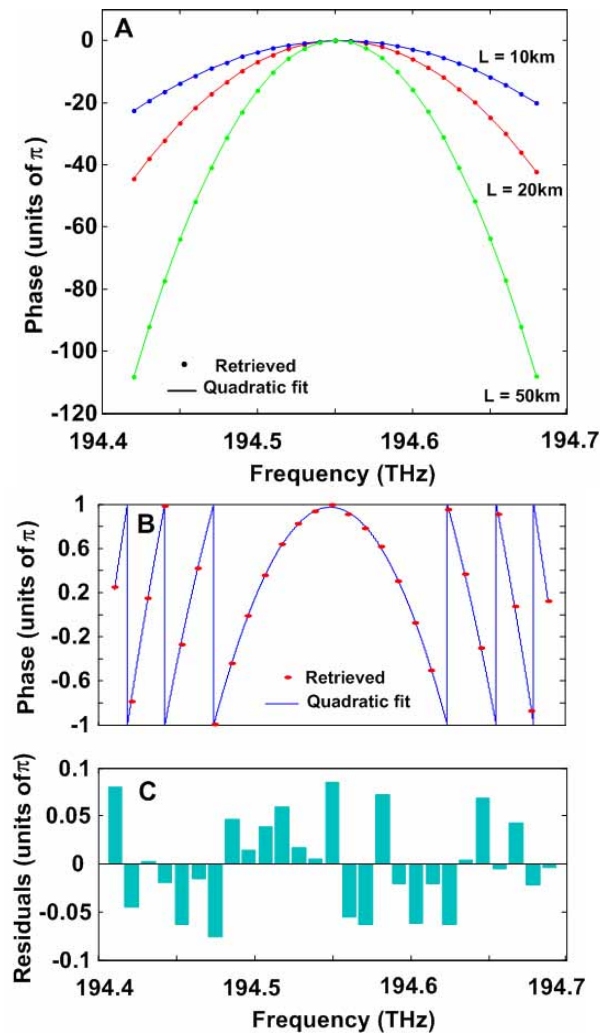 A
L = 10km
L = 20km
L = 50km
Retrieved
Quadratic fit
Phase (units of π)
0
-20
-40
-60
-80
-100
-120
194.4
194.5
194.6
194.7
Frequency (THz)
B
Retrieved
Quadratic fit
Phase (units of π)
1
0.6
0.2
-0.2
-0.6
-1
C
Residuals (units of π)
0.1
0.05
0
-0.05
-0.1
194.4
194.5
194.6
194.7
Frequency (THz)